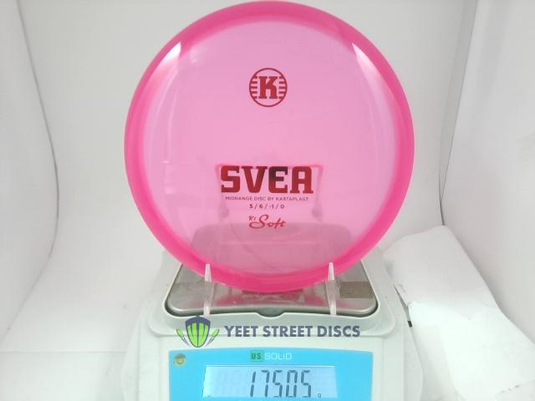 K
SVEA
MIDRANGE DISC BY KASTAPLAST
5 / 6 / -1 / 0
K1 Soft
YEET STREET DISCS
US SOLID
175.05 g